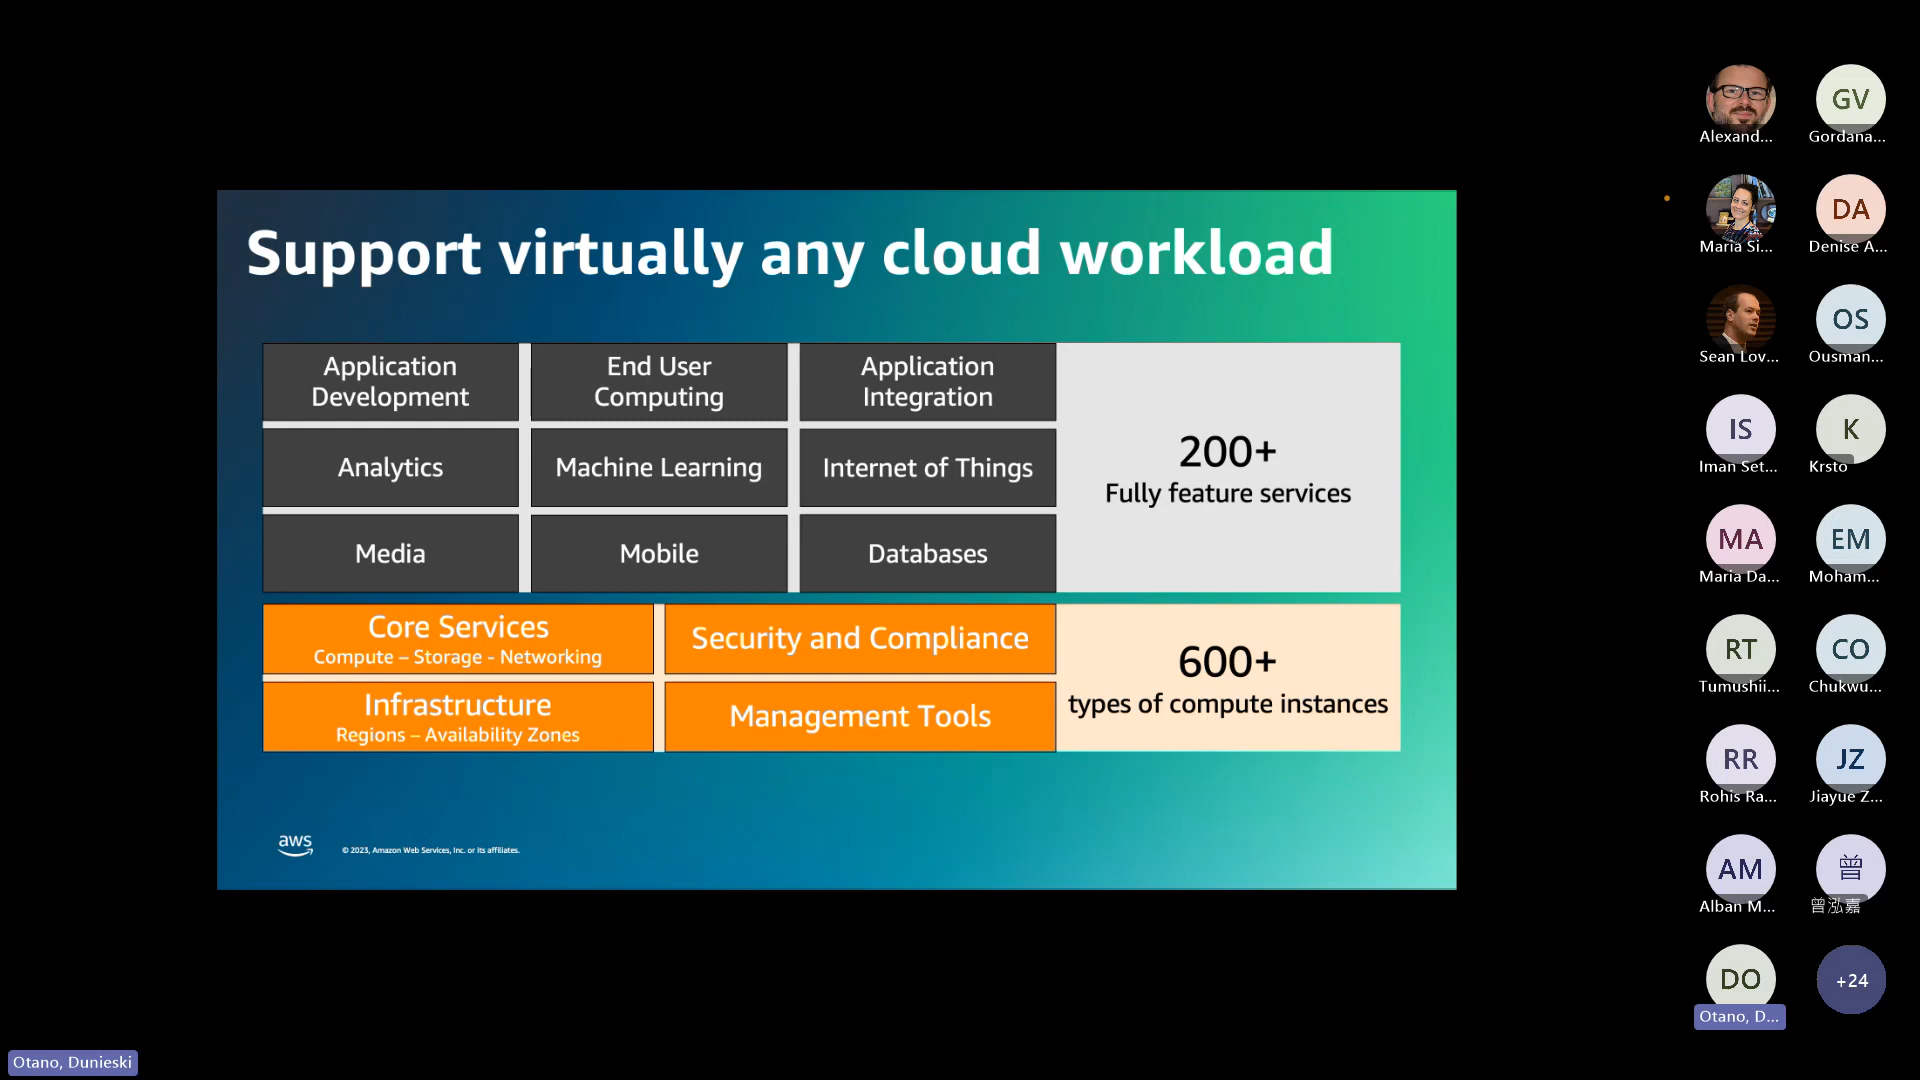 Support virtually any cloud workload
Application
Development
End User
Computing
Application
Integration
Analytics
Machine Learning
Internet of Things
Media
Mobile
Databases
200+
Fully feature services
Core Services
Compute – Storage - Networking
Security and Compliance
Infrastructure
Regions – Availability Zones
Management Tools
600+
types of compute instances
aws
© 2023, Amazon Web Services, Inc. or its affiliates.
Alexand...
GV
Gordana...
Maria Si...
DA
Denise A...
Sean Lov...
OS
Ousman...
IS
Iman Set...
K
Krsto
MA
Maria Da...
EM
Moham...
RT
Tumushii...
CO
Chukwu...
RR
Rohis Ra...
JZ
Jiayue Z...
AM
Alban M...
曾
曾泓嘉
DO
Otano, D...
+24
Otano, Dunieski